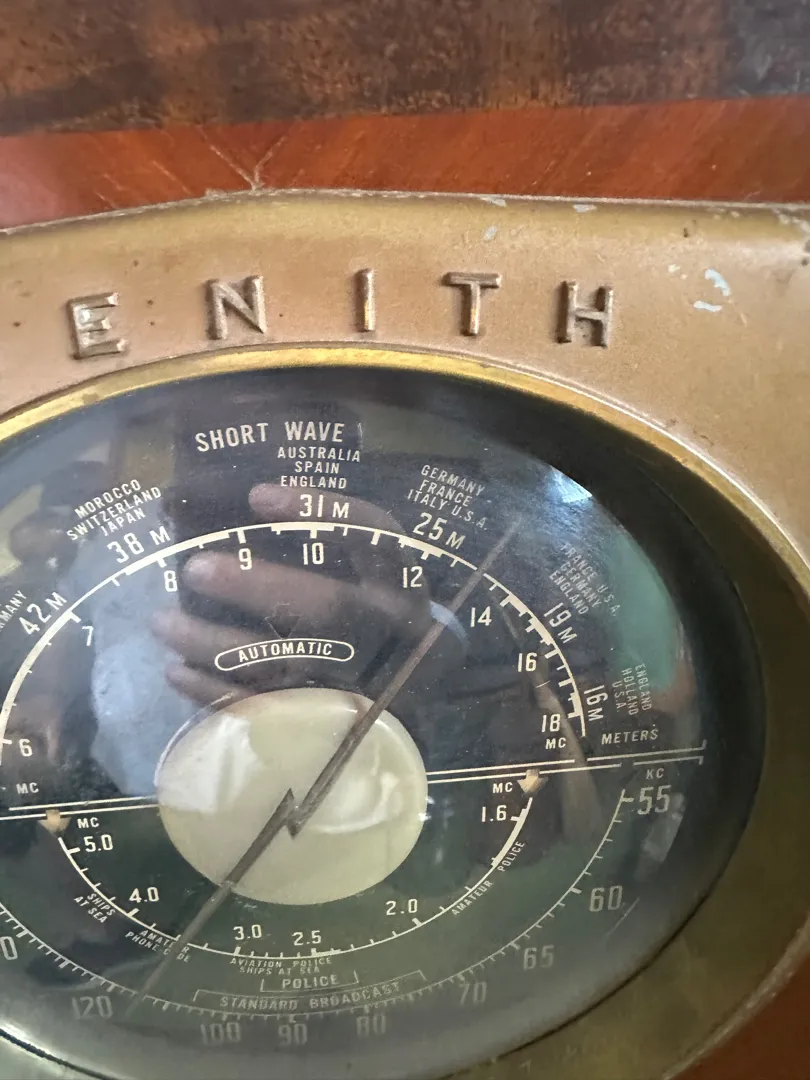 ENITH
SHORT WAVE
AUSTRALIA
SPAIN
ENGLAND
31 M
MOROCCO
SWITZERLAND
JAPAN
38 M
GERMANY
FRANCE
ITALY U.S.A.
25 M
42 M
FRANCE U.S.A.
GERMANY
ENGLAND
19 M
ENGLAND
HOLLAND
U.S.A.
16 M
6
7
8
9
10
12
14
16
18
MC
MC
METERS
AUTOMATIC
MC
5.0
4.0
3.0
2.5
2.0
1.6
MC
SHIPS
AT SEA
AVIATION POLICE
SHIPS AT SEA
AMATEUR POLICE
POLICE
STANDARD BROADCAST
KC
55
60
65
70
80
90
100
120